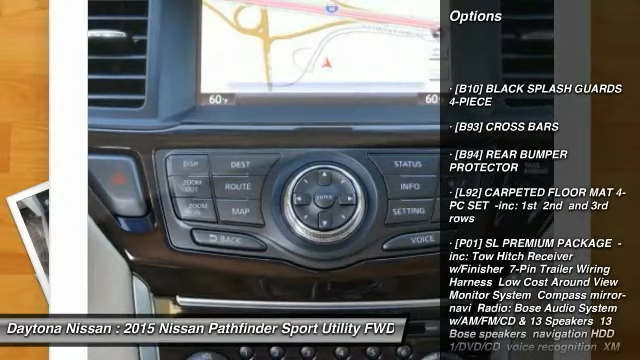 Options
· [B10] BLACK SPLASH GUARDS
4-PIECE
· [B93] CROSS BARS
· [B94] REAR BUMPER
PROTECTOR
· [L92] CARPETED FLOOR MAT 4-
PC SET -inc: 1st 2nd and 3rd
rows
· [P01] SL PREMIUM PACKAGE -
inc: Tow Hitch Receiver
w/Finisher 7-Pin Trailer Wiring
Harness Low Cost Around View
Monitor System Compass mirror-
navi Radio: Bose Audio System
w/AM/FM/CD & 13 Speakers 13
Bose speakers navigation HDD
1/DVD/CD voice recognition XM
60°F
60
DISP DEST STATUS
ZOOM OUT ROUTE ENTER INFO
ZOOM MAP SETTING
BACK VOICE
Daytona Nissan : 2015 Nissan Pathfinder Sport Utility FWD